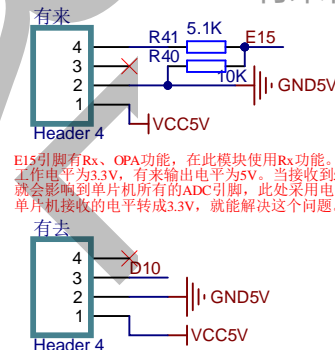 有来
4
3
2
1
R41
5.1K
E15
R40
10K
GND5V
VCC5V
Header 4
E15引脚有Rx、OPA功能，在此模块使用Rx功能。
工作电平为3.3V，有来输出电平为5V。当接收到
就会影响到单片机所有的ADC引脚，此处采用电
单片机接收的电平转成3.3V，就能解决这个问题
有去
4
3
2
1
D10
GND5V
VCC5V
Header 4